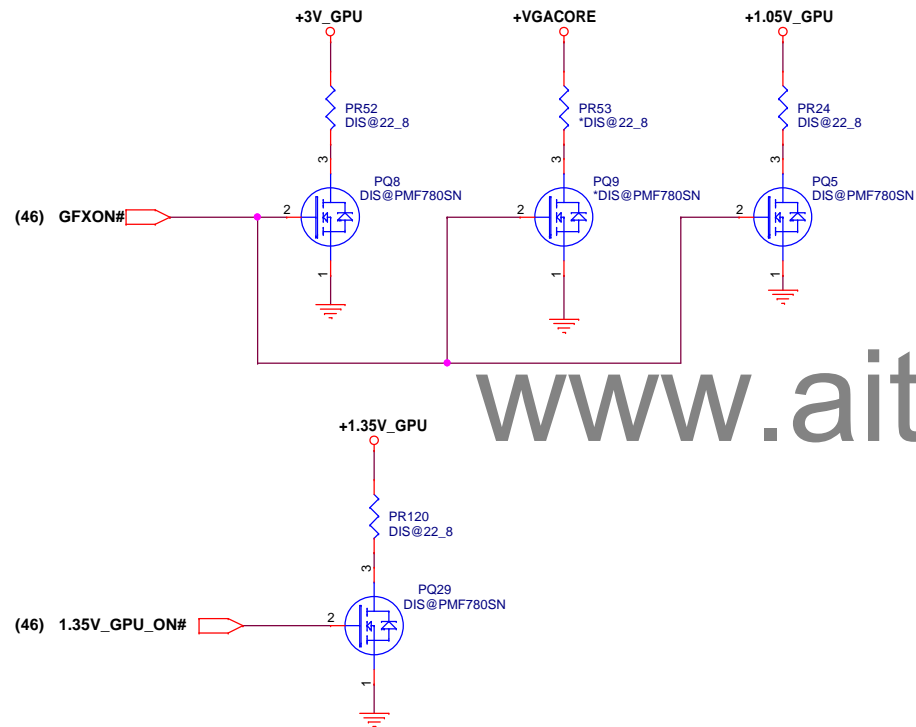 +3V_GPU
+VGACORE
+1.05V_GPU
PR52
DIS@22_8
PR53
*DIS@22_8
PR24
DIS@22_8
3
3
3
PQ8
DIS@PMF780SN
PQ9
*DIS@PMF780SN
PQ5
DIS@PMF780SN
(46) GFXON#
2
2
2
1
1
1
www.ait
+1.35V_GPU
PR120
DIS@22_8
3
PQ29
DIS@PMF780SN
(46) 1.35V_GPU_ON#
2
1